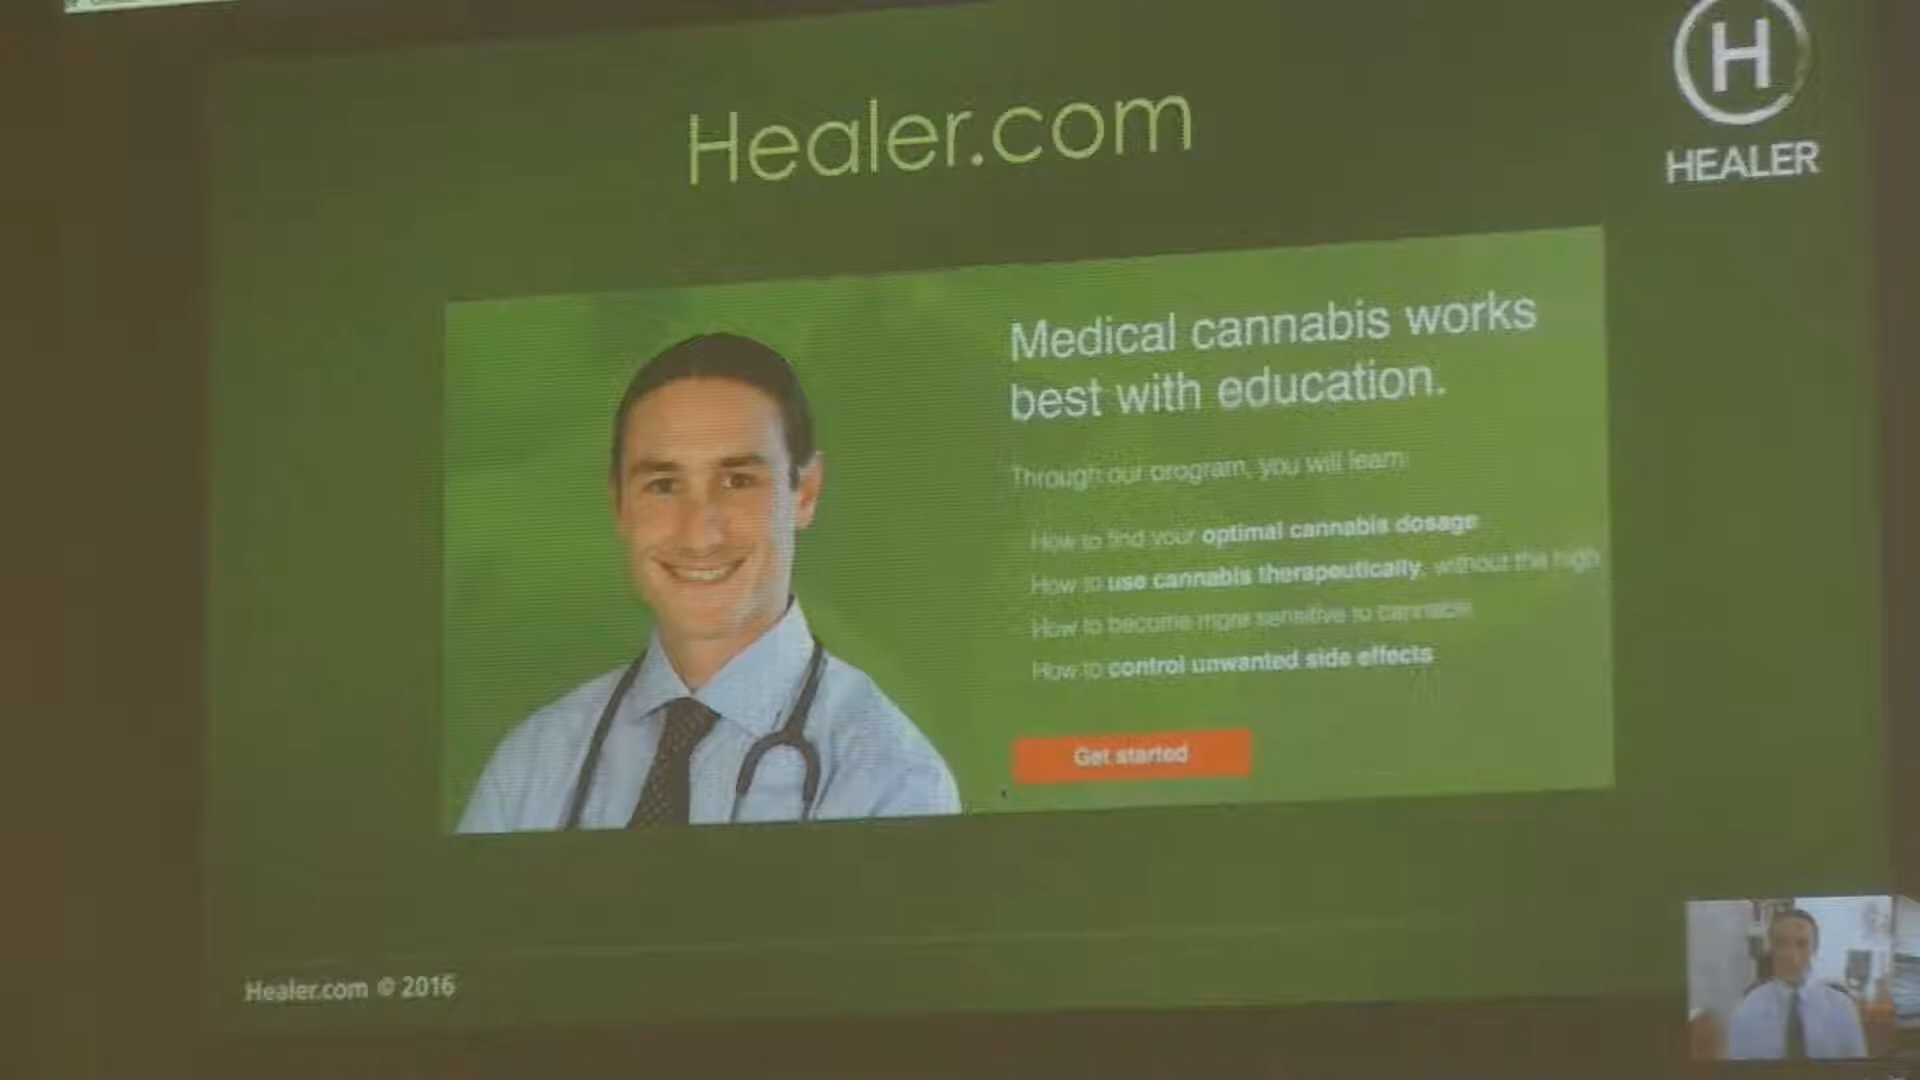 Healer.com
H
HEALER
Medical cannabis works
best with education.
Through our program, you will learn:
How to find your optimal cannabis dosage
How to use cannabis therapeutically, without the high
How to become more sensitive to cannabis
How to control unwanted side effects
Get started
Healer.com © 2016